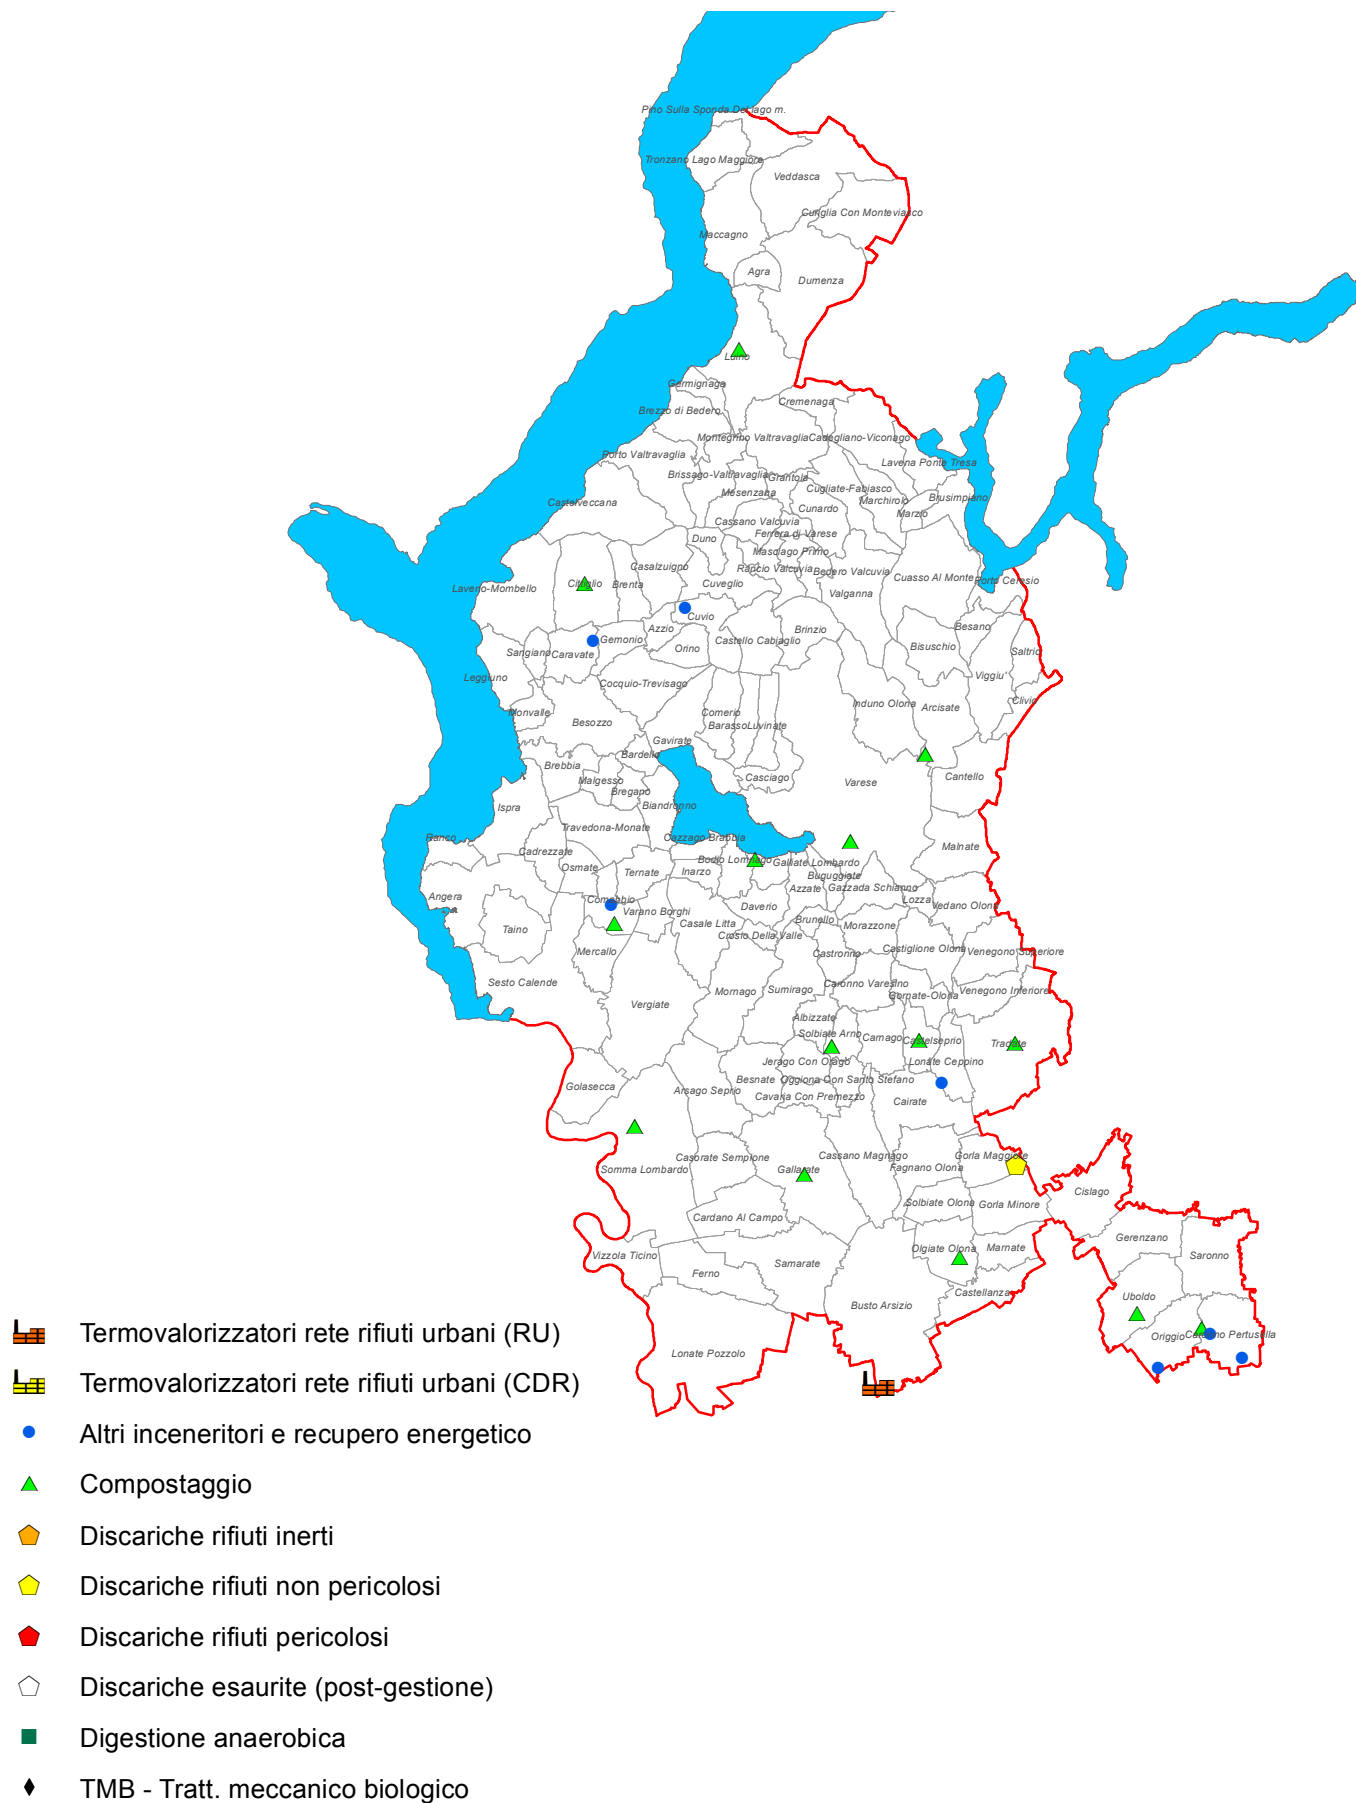 Pino Sulla Sponda Del lago m.
Tronzano Lago Maggiore
Veddasca
Curiglia Con Monteviasco
Maccagno
Agra
Dumenza
Luino
Germignaga
Cremenaga
Brezzo di Bedero
Montegrino Valtravaglia
Cadegliano-Viconago
Porto Valtravaglia
Lavena Ponte Tresa
Brissago-Valtravaglia
Grantola
Mesenzana
Cugliate-Fabiasco
Marchirolo
Brusimpiano
Castelveccana
Cunardo
Marzio
Cassano Valcuvia
Ferrera di Varese
Duno
Masciago Primo
Casalzuigno
Rancio Valcuvia
Bedero Valcuvia
Cuasso Al Monte
Porto Ceresio
Laveno-Mombello
Cittiglio
Brenta
Cuveglio
Valganna
Cuvio
Azzio
Brinzio
Besano
Gemonio
Castello Cabiaglio
Orino
Bisuschio
Saltrio
Sangiano
Caravate
Leggiuno
Cocquio-Trevisago
Viggiu'
Clivio
Monvalle
Besozzo
Comerio
Barasso
Luvinate
Induno Olona
Arcisate
Gavirate
Bardello
Brebbia
Malgesso
Bregano
Casciago
Varese
Cantello
Ispra
Biandronno
Travedona-Monate
Cazzago Brabbia
Ranco
Cadrezzate
Malnate
Osmate
Ternate
Inarzo
Bodio Lomnago
Galliate Lombardo
Buguggiate
Azzate
Gazzada Schianno
Angera
Comabbio
Varano Borghi
Daverio
Lozza
Vedano Olona
Taino
Casale Litta
Brunello
Morazzone
Crosio Della Valle
Mercallo
Castronno
Castiglione Olona
Venegono Superiore
Sesto Calende
Vergiate
Mornago
Sumirago
Caronno Varesino
Gornate-Olona
Venegono Inferiore
Albizzate
Solbiate Arno
Carnago
Castelseprio
Tradate
Jerago Con Orago
Lonate Ceppino
Golasecca
Arsago Seprio
Besnate
Oggiona Con Santo Stefano
Cavaria Con Premezzo
Cairate
Somma Lombardo
Casorate Sempione
Gallarate
Cassano Magnago
Fagnano Olona
Gorla Maggiore
Cislago
Solbiate Olona
Gorla Minore
Cardano Al Campo
Gerenzano
Vizzola Ticino
Ferno
Samarate
Olgiate Olona
Marnate
Saronno
Castellanza
Uboldo
Busto Arsizio
Origgio
Caronno Pertusella
Lonate Pozzolo
Termovalorizzatori rete rifiuti urbani (RU)
Termovalorizzatori rete rifiuti urbani (CDR)
Altri inceneritori e recupero energetico
Compostaggio
Discariche rifiuti inerti
Discariche rifiuti non pericolosi
Discariche rifiuti pericolosi
Discariche esaurite (post-gestione)
Digestione anaerobica
TMB - Tratt. meccanico biologico